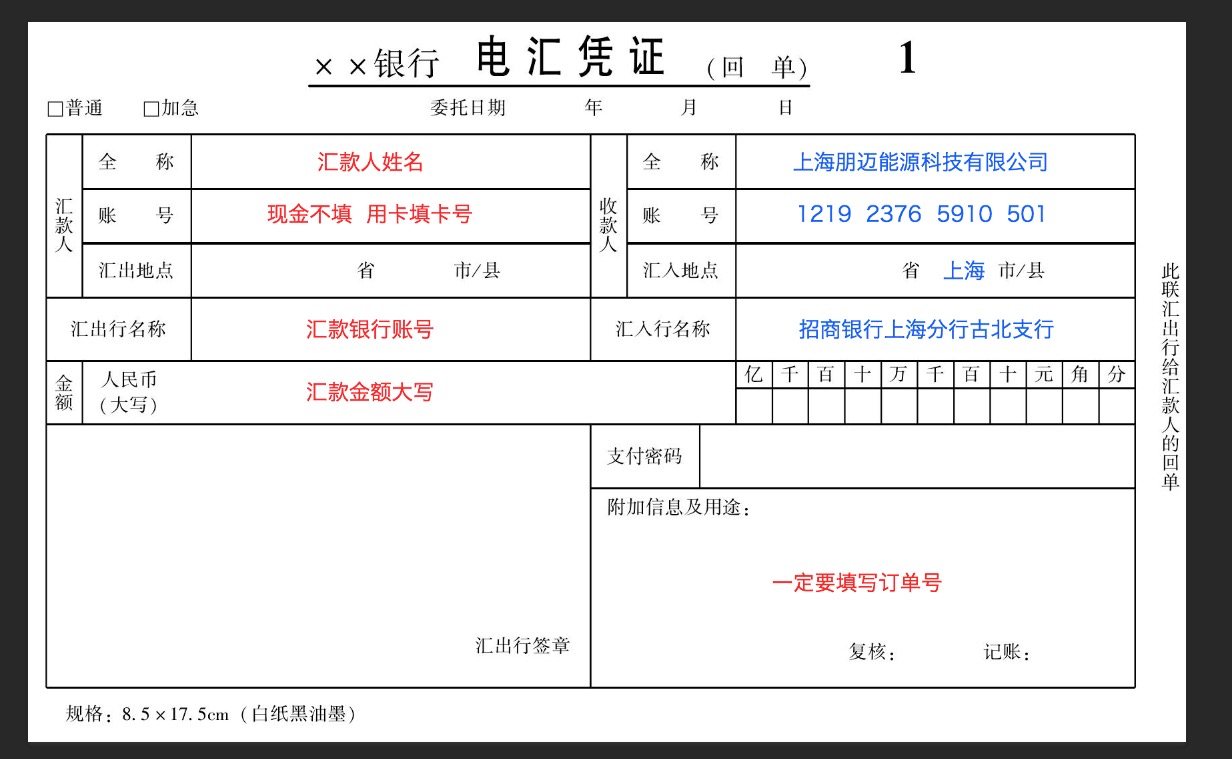 ××银行 电汇凭证 (回 单) 1
□普通 □加急 委托日期 年 月 日
汇款人
全 称 汇款人姓名
账 号 现金不填 用卡填卡号
汇出地点 省 市/县
收款人
全 称 上海朋迈能源科技有限公司
账 号 1219 2376 5910 501
汇入地点 省 上海 市/县
汇出行名称 汇款银行账号 汇入行名称 招商银行上海分行古北支行
金额 人民币(大写) 汇款金额大写 亿 千 百 十 万 千 百 十 元 角 分
支付密码
附加信息及用途:
一定要填写订单号
汇出行签章
复核: 记账:
此联汇出行给汇款人的回单
规格: 8.5×17.5cm (白纸黑油墨)